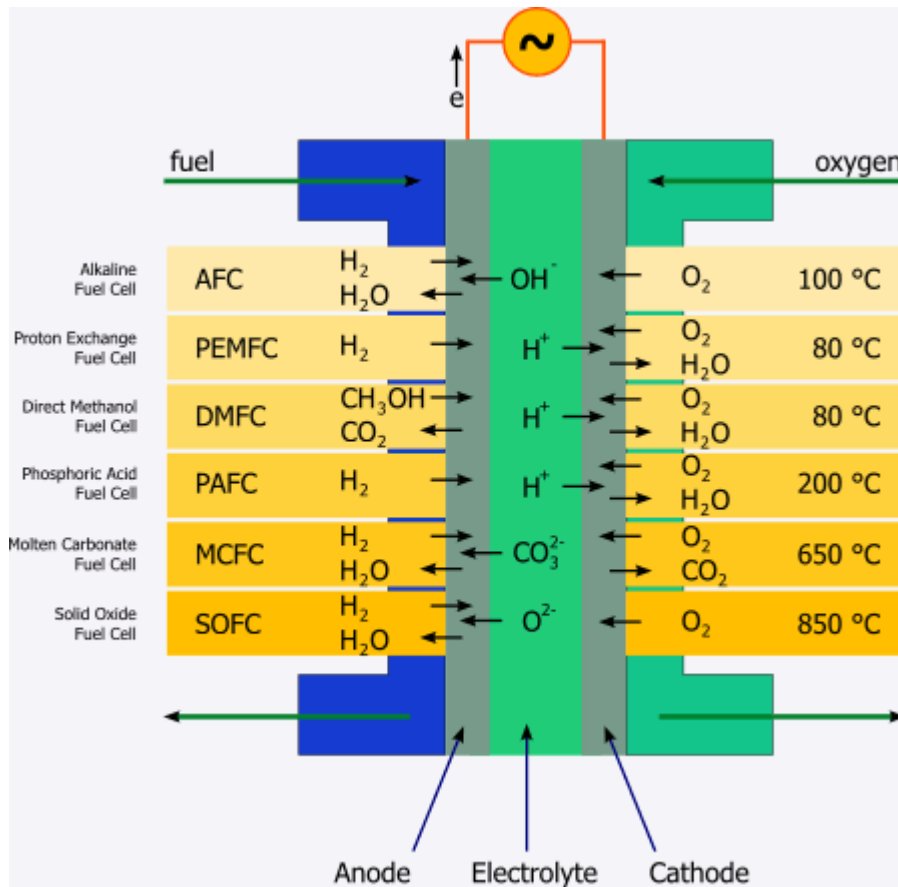 ~
e
fuel
oxygen
Alkaline
Fuel Cell
AFC
H₂
H₂O
OH⁻
O₂
100 °C
Proton Exchange
Fuel Cell
PEMFC
H₂
H⁺
O₂
H₂O
80 °C
Direct Methanol
Fuel Cell
DMFC
CH₃OH
CO₂
H⁺
O₂
H₂O
80 °C
Phosphoric Acid
Fuel Cell
PAFC
H₂
H⁺
O₂
H₂O
200 °C
Molten Carbonate
Fuel Cell
MCFC
H₂
H₂O
CO₃²⁻
O₂
CO₂
650 °C
Solid Oxide
Fuel Cell
SOFC
H₂
H₂O
O²⁻
O₂
850 °C
Anode
Electrolyte
Cathode